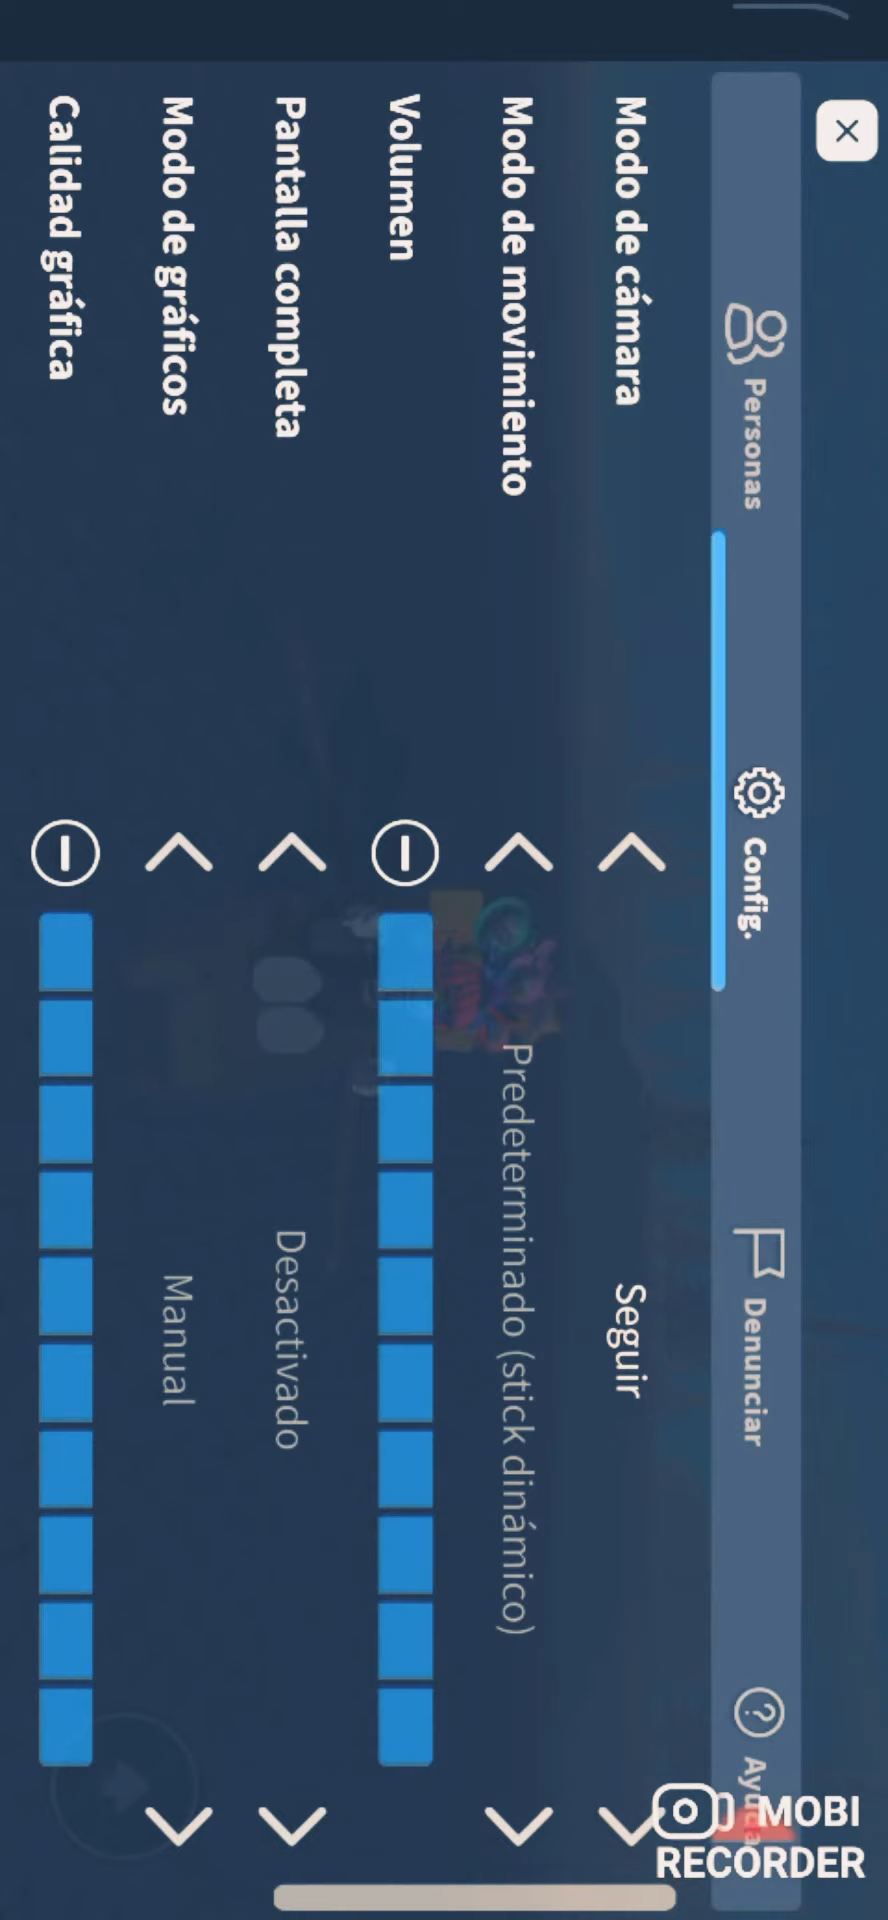 Personas
Config.
Denunciar
Ayuda
Modo de cámara
Seguir
Modo de movimiento
Predeterminado (stick dinámico)
Volumen
Pantalla completa
Desactivado
Modo de gráficos
Manual
Calidad gráfica
MOBI
RECORDER